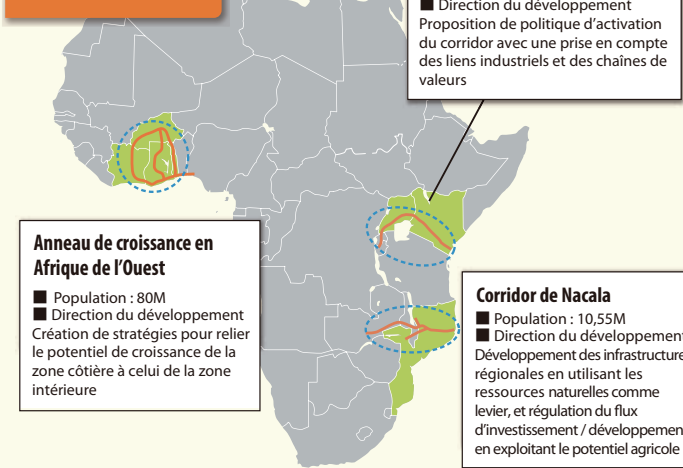 ■ Direction du développement
Proposition de politique d’activation
du corridor avec une prise en compte
des liens industriels et des chaînes de
valeurs
Anneau de croissance en
Afrique de l’Ouest
■ Population : 80M
■ Direction du développement
Création de stratégies pour relier
le potentiel de croissance de la
zone côtière à celui de la zone
intérieure
Corridor de Nacala
■ Population : 10,55M
■ Direction du développement
Développement des infrastructure
régionales en utilisant les
ressources naturelles comme
levier, et régulation du flux
d’investissement / développemen
en exploitant le potentiel agricole